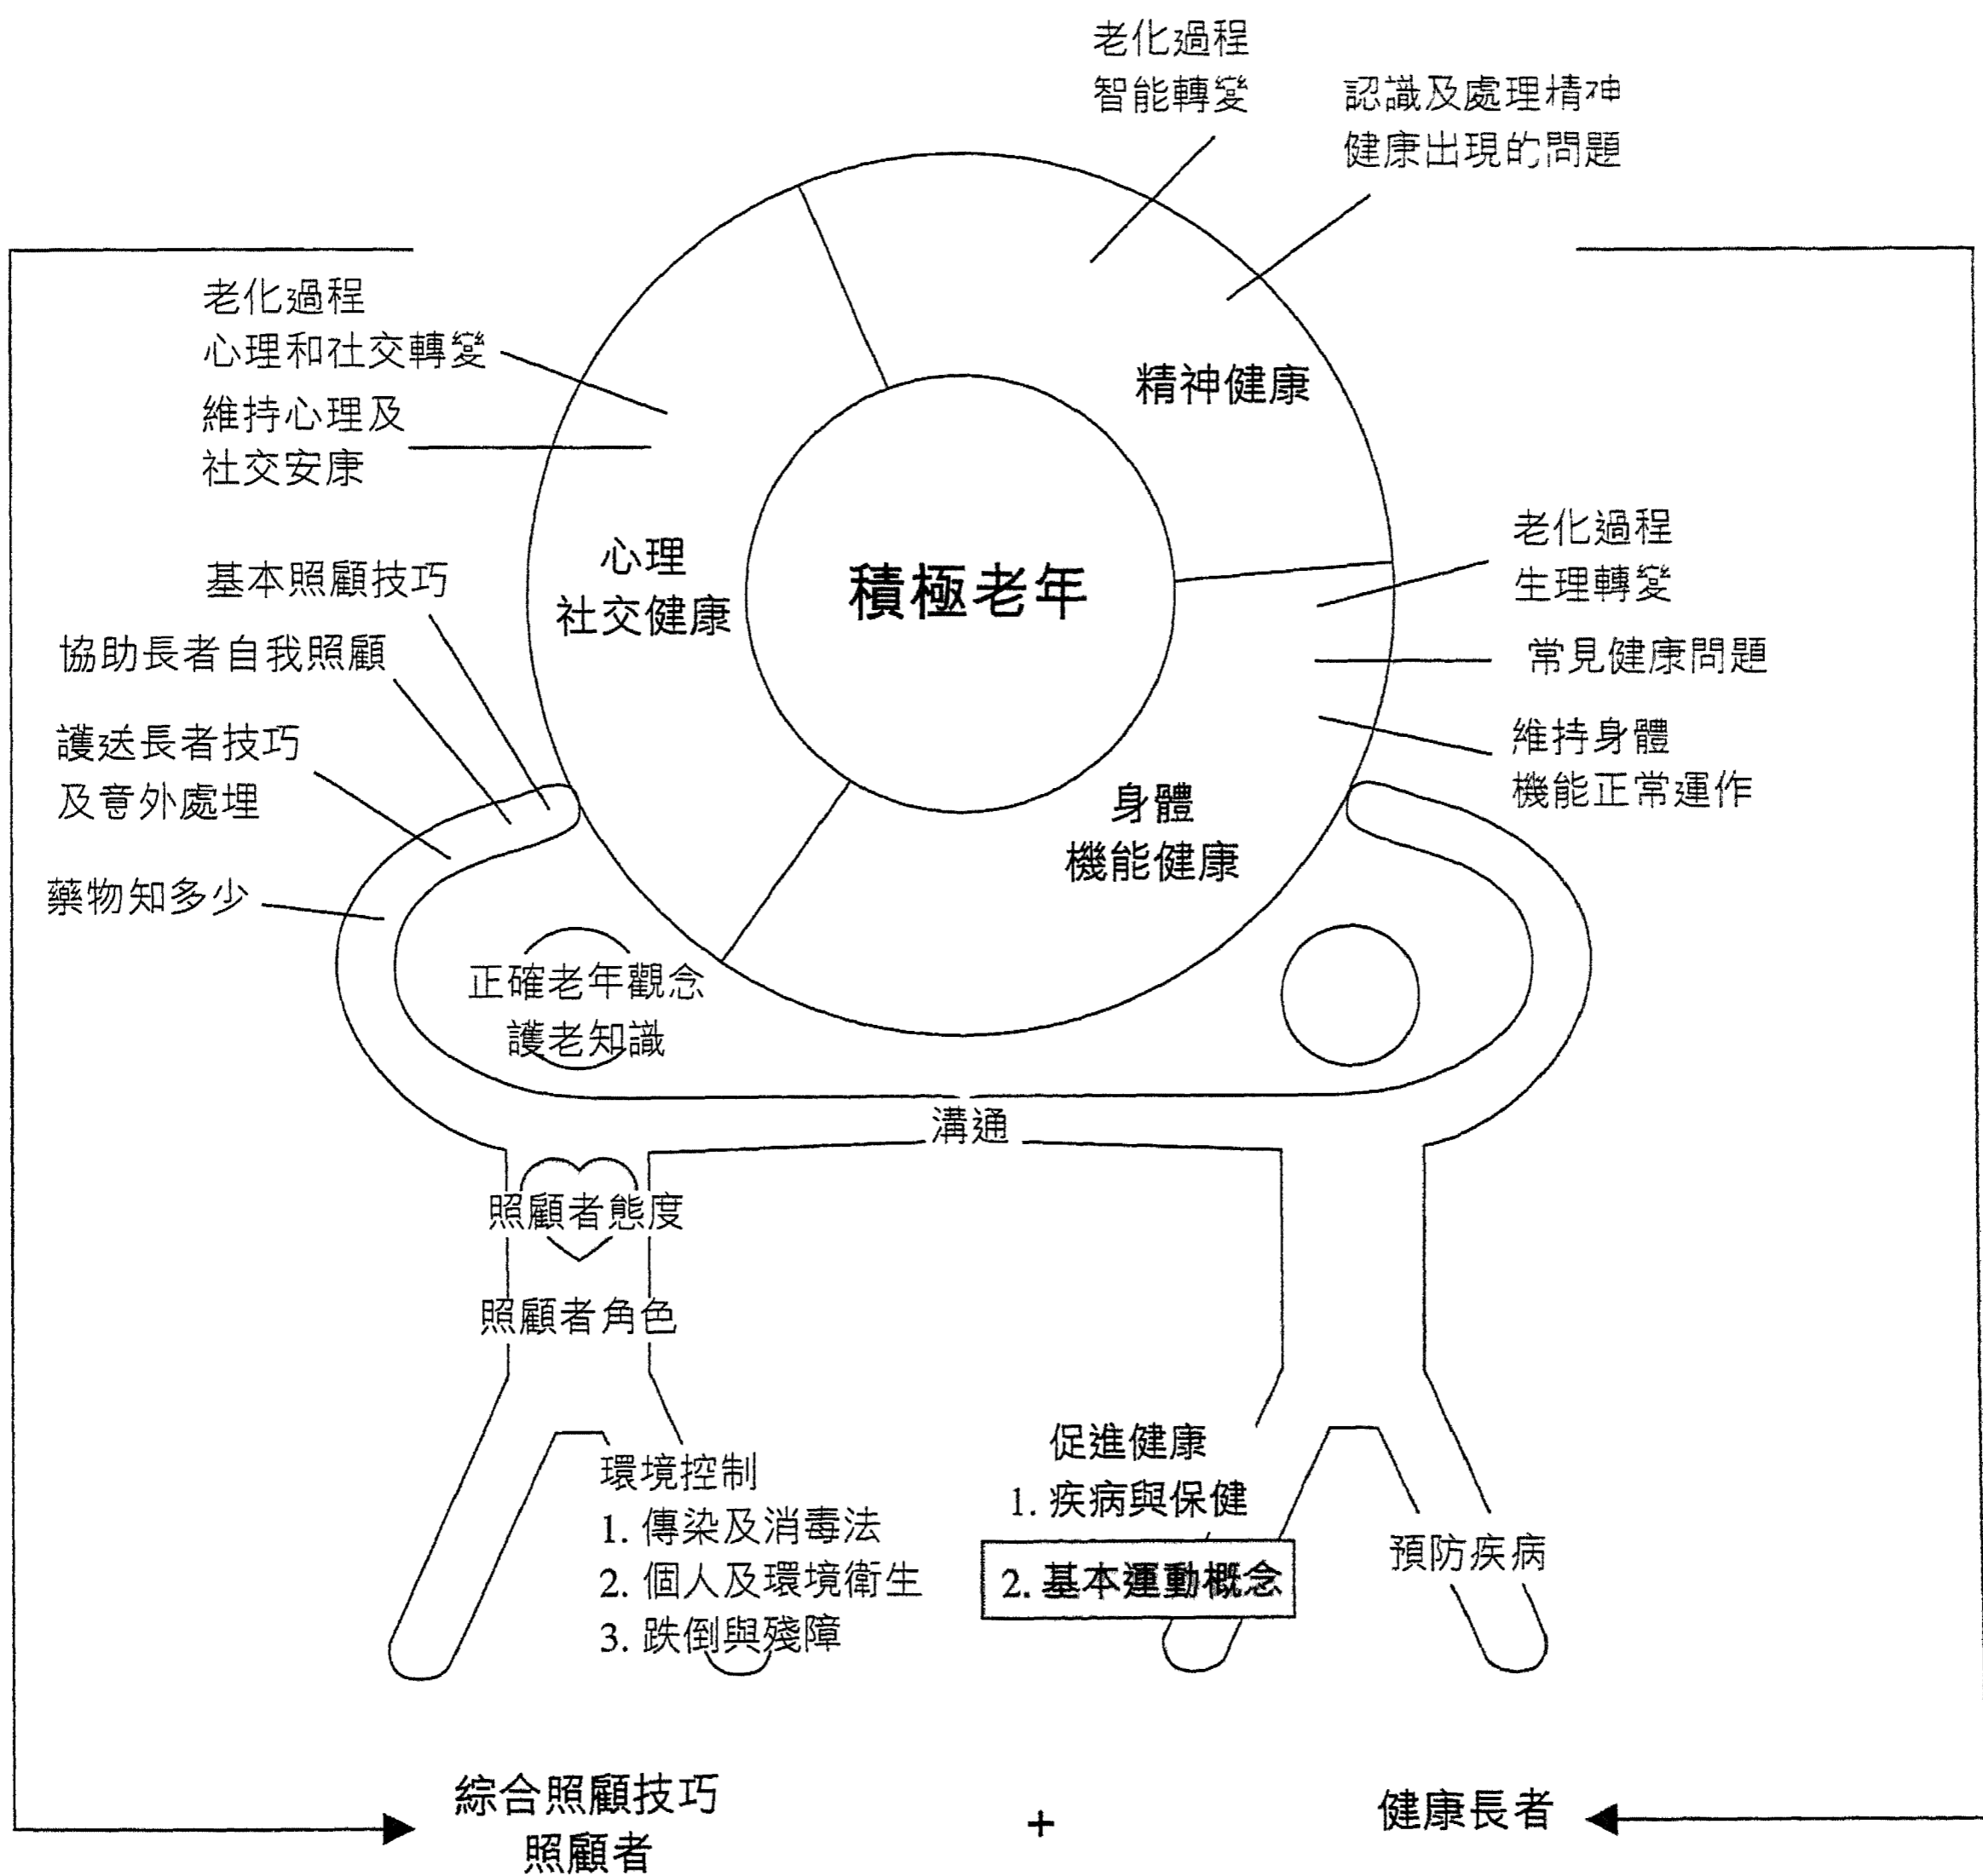 老化過程
智能轉變
認識及處理精神
健康出現的問題
老化過程
心理和社交轉變
維持心理及
社交安康
精神健康
心理
社交健康
積極老年
老化過程
生理轉變
常見健康問題
維持身體
機能正常運作
身體
機能健康
基本照顧技巧
協助長者自我照顧
護送長者技巧
及意外處理
藥物知多少
正確老年觀念
護老知識
溝通
照顧者態度
照顧者角色
環境控制
1. 傳染及消毒法
2. 個人及環境衛生
3. 跌倒與殘障
促進健康
1. 疾病與保健
2. 基本運動概念
預防疾病
綜合照顧技巧
照顧者
+
健康長者